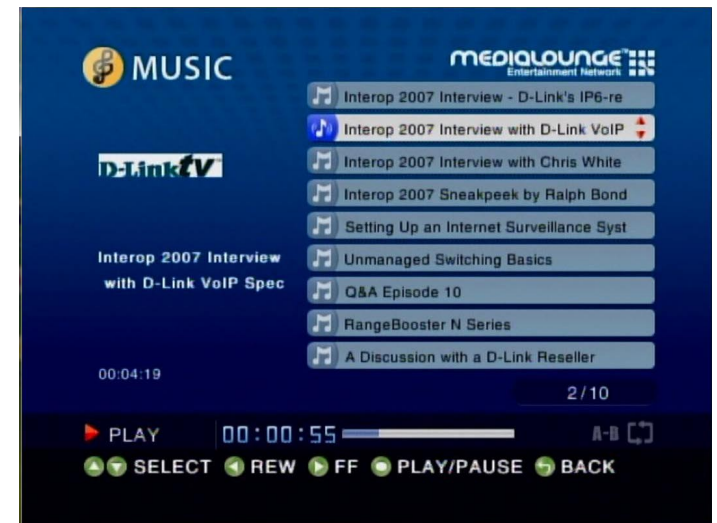 MUSIC
MEDIALOUNGE™
Entertainment Network
Interop 2007 Interview - D-Link's IP6-re
Interop 2007 Interview with D-Link VoIP
D-Linktv
Interop 2007 Interview with Chris White
Interop 2007 Sneakpeek by Ralph Bond
Setting Up an Internet Surveillance Syst
Interop 2007 Interview
with D-Link VoIP Spec
Unmanaged Switching Basics
Q&A Episode 10
RangeBooster N Series
A Discussion with a D-Link Reseller
00:04:19
2/10
PLAY 00:00:55 A-B
SELECT REW FF PLAY/PAUSE BACK